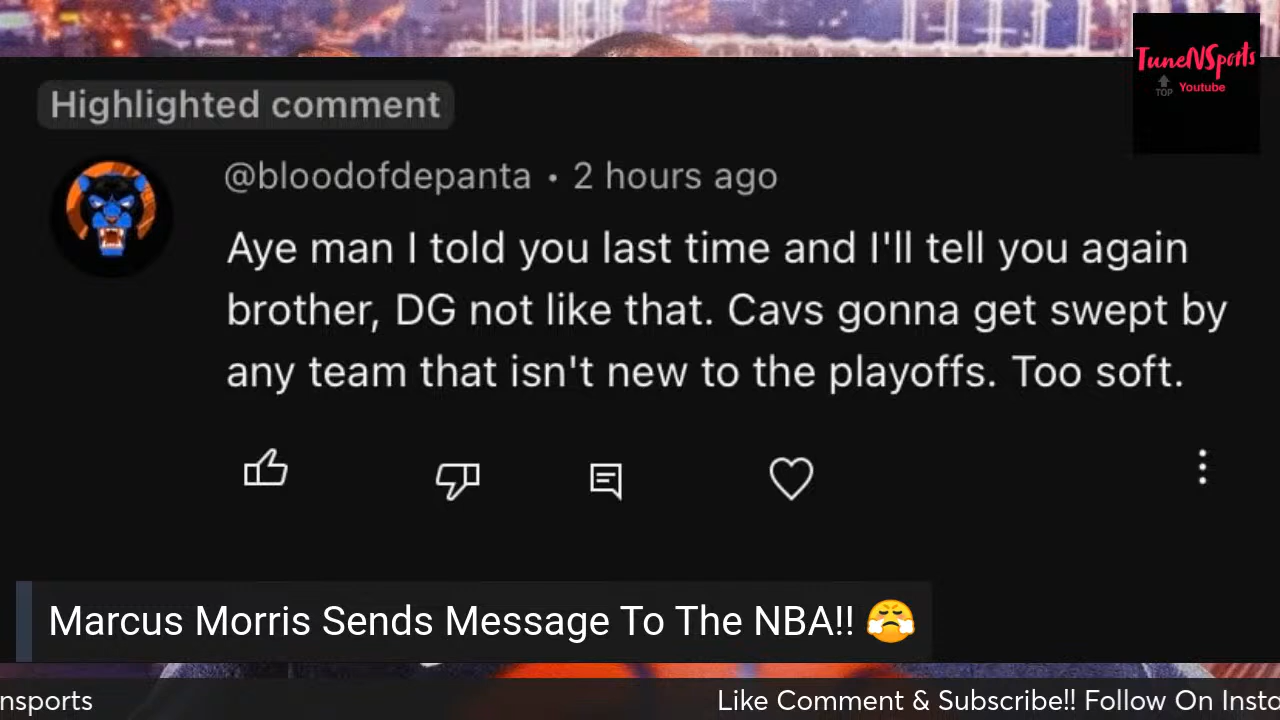 TuneNSports
TOP Youtube
Highlighted comment
@bloodofdepanta • 2 hours ago
Aye man I told you last time and I'll tell you again
brother, DG not like that. Cavs gonna get swept by
any team that isn't new to the playoffs. Too soft.
Marcus Morris Sends Message To The NBA!! 😤
nsports Like Comment & Subscribe!! Follow On Insta